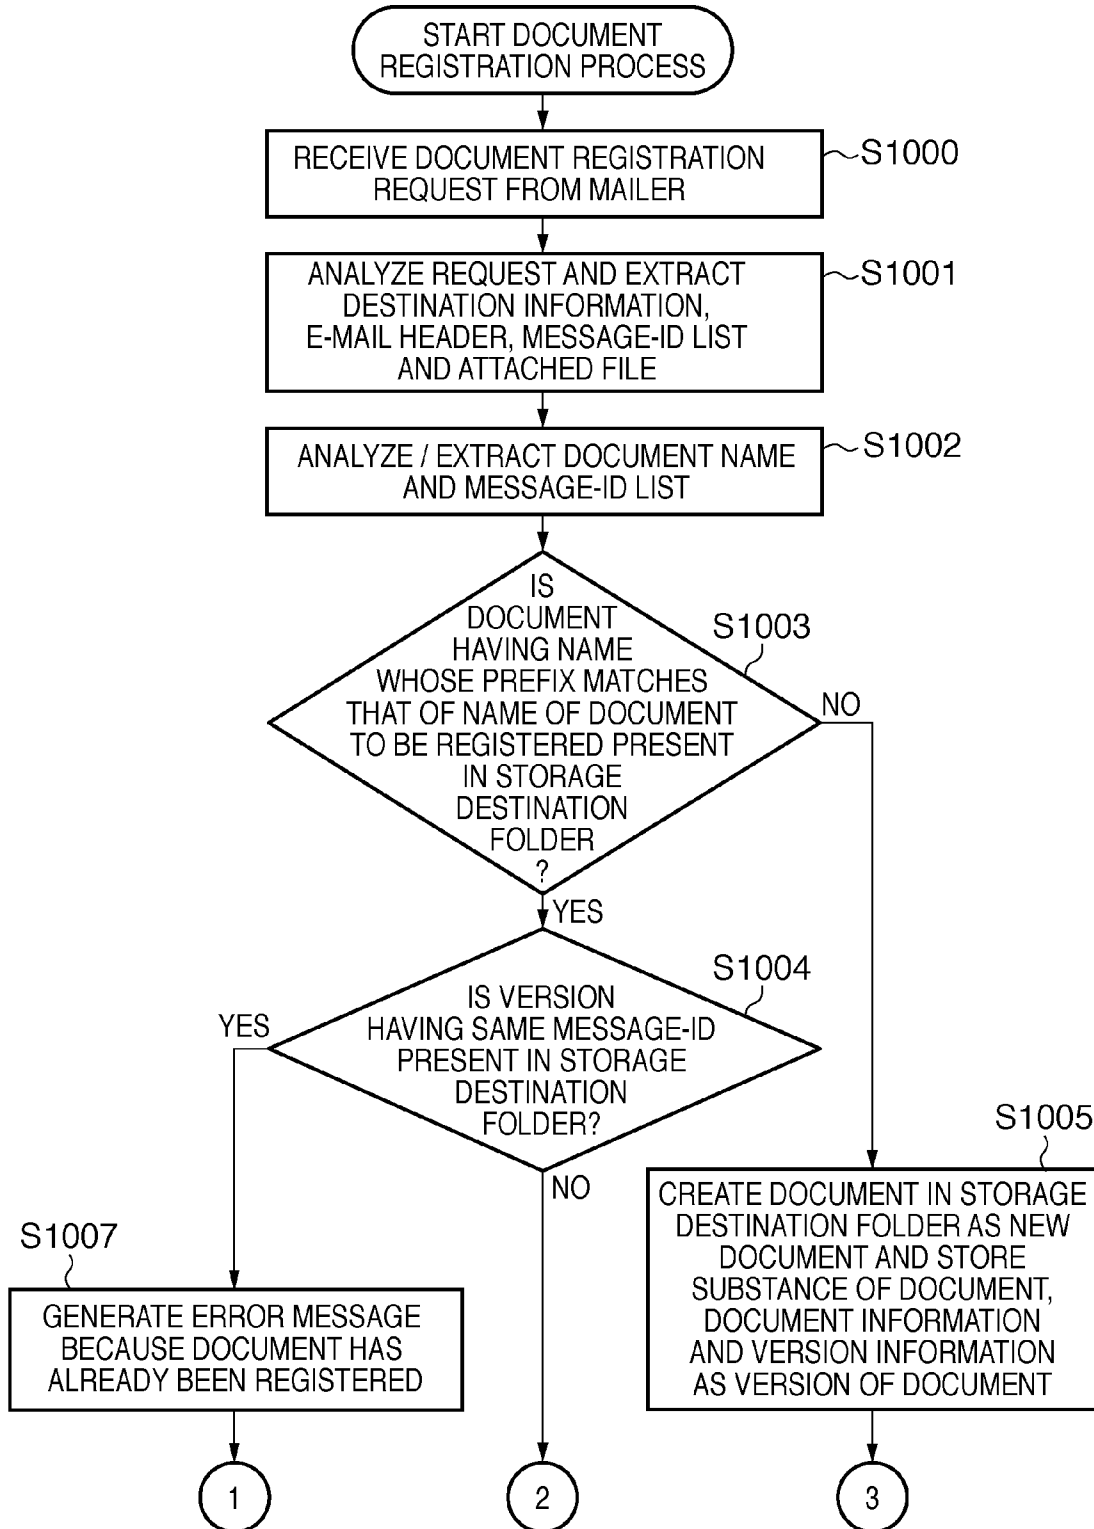 START DOCUMENT
REGISTRATION PROCESS
RECEIVE DOCUMENT REGISTRATION
REQUEST FROM MAILER
S1000
ANALYZE REQUEST AND EXTRACT
DESTINATION INFORMATION,
E-MAIL HEADER, MESSAGE-ID LIST
AND ATTACHED FILE
S1001
ANALYZE / EXTRACT DOCUMENT NAME
AND MESSAGE-ID LIST
S1002
IS
DOCUMENT
HAVING NAME
WHOSE PREFIX MATCHES
THAT OF NAME OF DOCUMENT
TO BE REGISTERED PRESENT
IN STORAGE
DESTINATION
FOLDER
?
S1003
NO
YES
IS VERSION
HAVING SAME MESSAGE-ID
PRESENT IN STORAGE
DESTINATION
FOLDER?
S1004
YES
NO
S1005
CREATE DOCUMENT IN STORAGE
DESTINATION FOLDER AS NEW
DOCUMENT AND STORE
SUBSTANCE OF DOCUMENT,
DOCUMENT INFORMATION
AND VERSION INFORMATION
AS VERSION OF DOCUMENT
S1007
GENERATE ERROR MESSAGE
BECAUSE DOCUMENT HAS
ALREADY BEEN REGISTERED
1
2
3